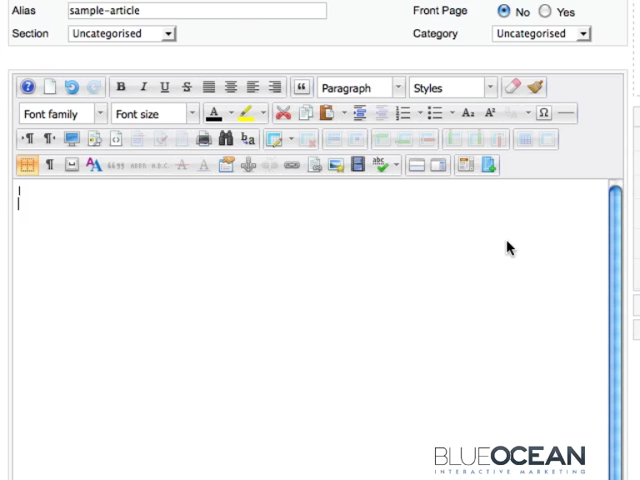 Alias sample-article Front Page No Yes
Section Uncategorised Category Uncategorised
B I U S Paragraph Styles
Font family Font size A
ABC
BLUEOCEAN
INTERACTIVE MARKETING